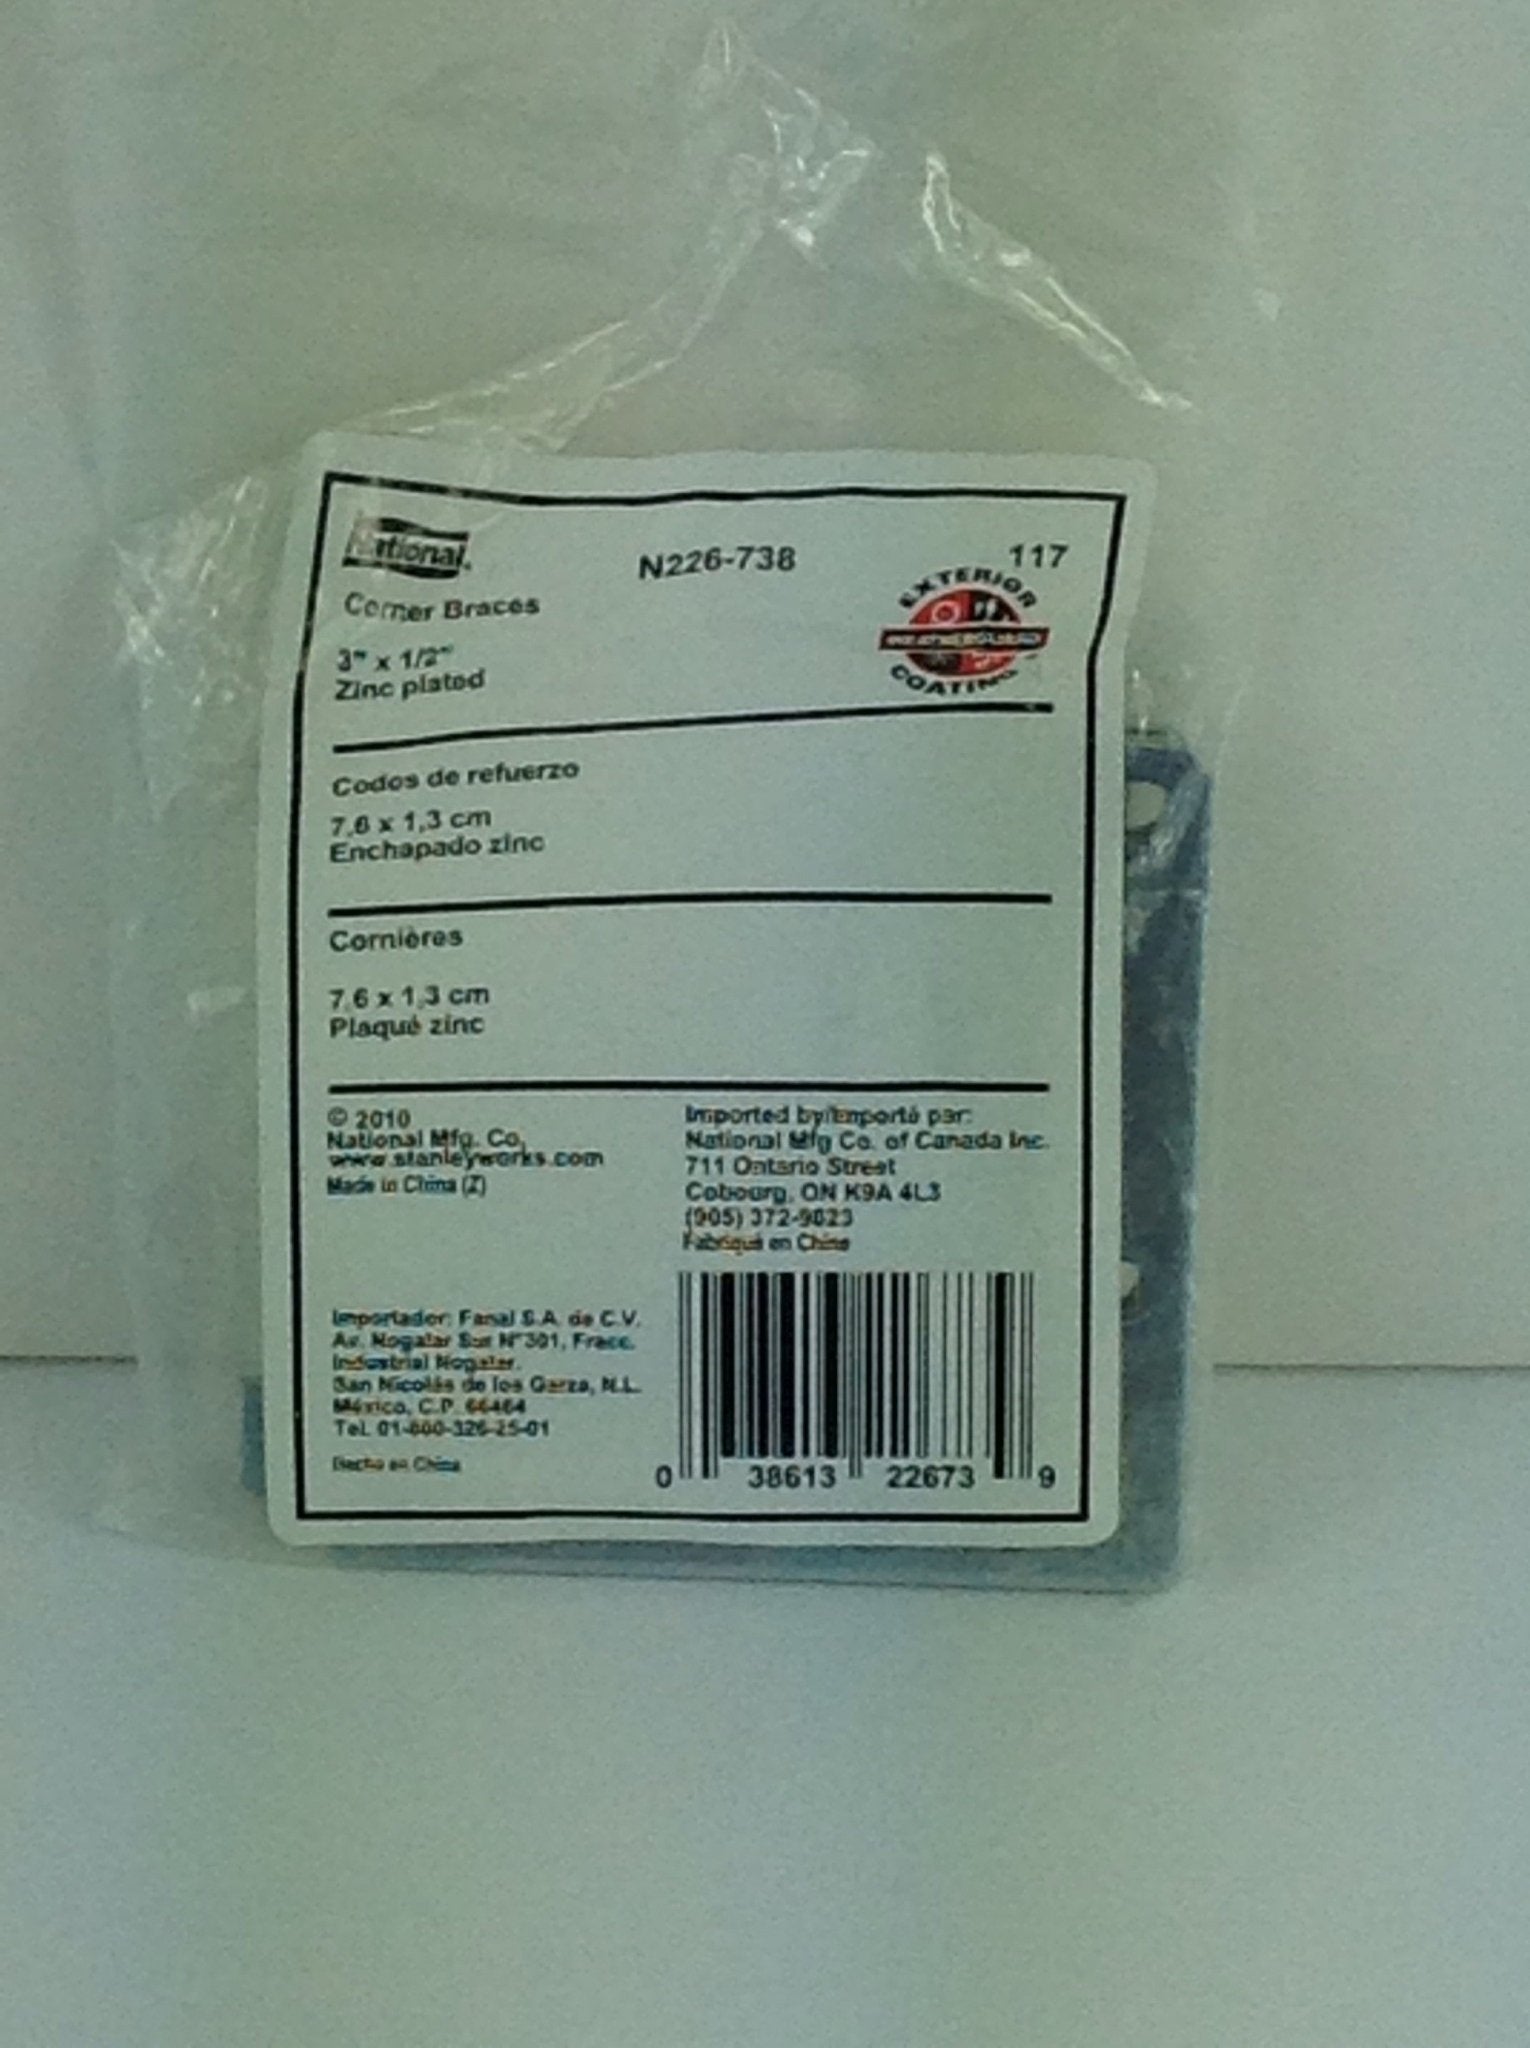 National
N226-738
117
Corner Braces
3" x 1/2"
Zinc plated
EXTERIOR
WEATHERGUARD
COATING
Codos de refuerzo
7,6 x 1,3 cm
Enchapado zinc
Cornières
7,6 x 1,3 cm
Plaqué zinc
© 2010
National Mfg. Co.
www.stanleyworks.com
Made in China (Z)
Imported by/Importé par:
National Mfg Co. of Canada Inc.
711 Ontario Street
Cobourg, ON K9A 4L3
(905) 372-9823
Fabriqué en Chine
Importador: Fanal S.A. de C.V.
Av. Nogalar Sur N° 301, Fracc.
Industrial Nogalar.
San Nicolás de los Garza, N.L.
México, C.P. 66484
Tel. 01-800-326-25-01
Hecho en China
0 38613 22673 9